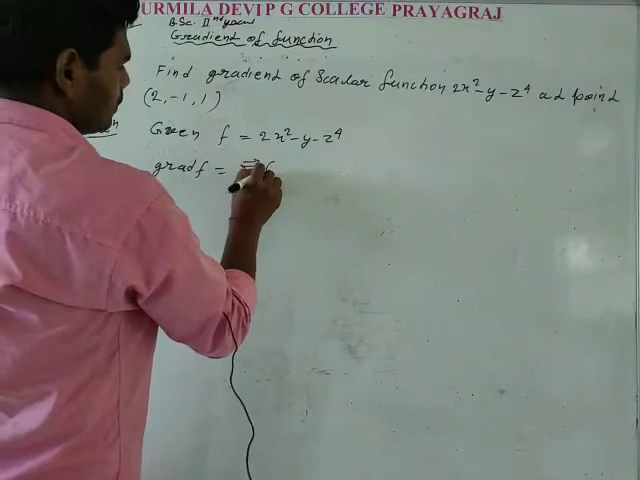 URMILA DEVI P G COLLEGE PRAYAGRAJ
B.Sc. IInd year
Gradient of function
Find gradient of Scalar function 2x² - y - z⁴ at point
(2, -1, 1)
Given f = 2x² - y - z⁴
grad f =